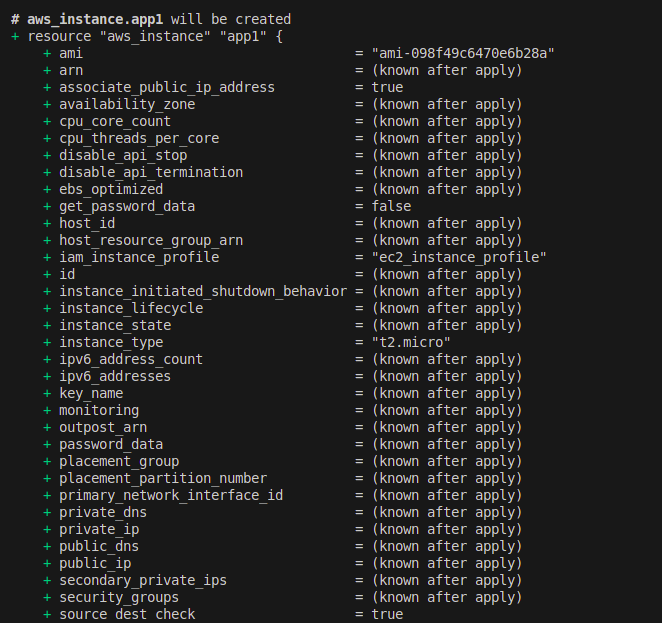 # aws_instance.app1 will be created
+ resource "aws_instance" "app1" {
+ ami = "ami-098f49c6470e6b28a"
+ arn = (known after apply)
+ associate_public_ip_address = true
+ availability_zone = (known after apply)
+ cpu_core_count = (known after apply)
+ cpu_threads_per_core = (known after apply)
+ disable_api_stop = (known after apply)
+ disable_api_termination = (known after apply)
+ ebs_optimized = (known after apply)
+ get_password_data = false
+ host_id = (known after apply)
+ host_resource_group_arn = (known after apply)
+ iam_instance_profile = "ec2_instance_profile"
+ id = (known after apply)
+ instance_initiated_shutdown_behavior = (known after apply)
+ instance_lifecycle = (known after apply)
+ instance_state = (known after apply)
+ instance_type = "t2.micro"
+ ipv6_address_count = (known after apply)
+ ipv6_addresses = (known after apply)
+ key_name = (known after apply)
+ monitoring = (known after apply)
+ outpost_arn = (known after apply)
+ password_data = (known after apply)
+ placement_group = (known after apply)
+ placement_partition_number = (known after apply)
+ primary_network_interface_id = (known after apply)
+ private_dns = (known after apply)
+ private_ip = (known after apply)
+ public_dns = (known after apply)
+ public_ip = (known after apply)
+ secondary_private_ips = (known after apply)
+ security_groups = (known after apply)
+ source_dest_check = true